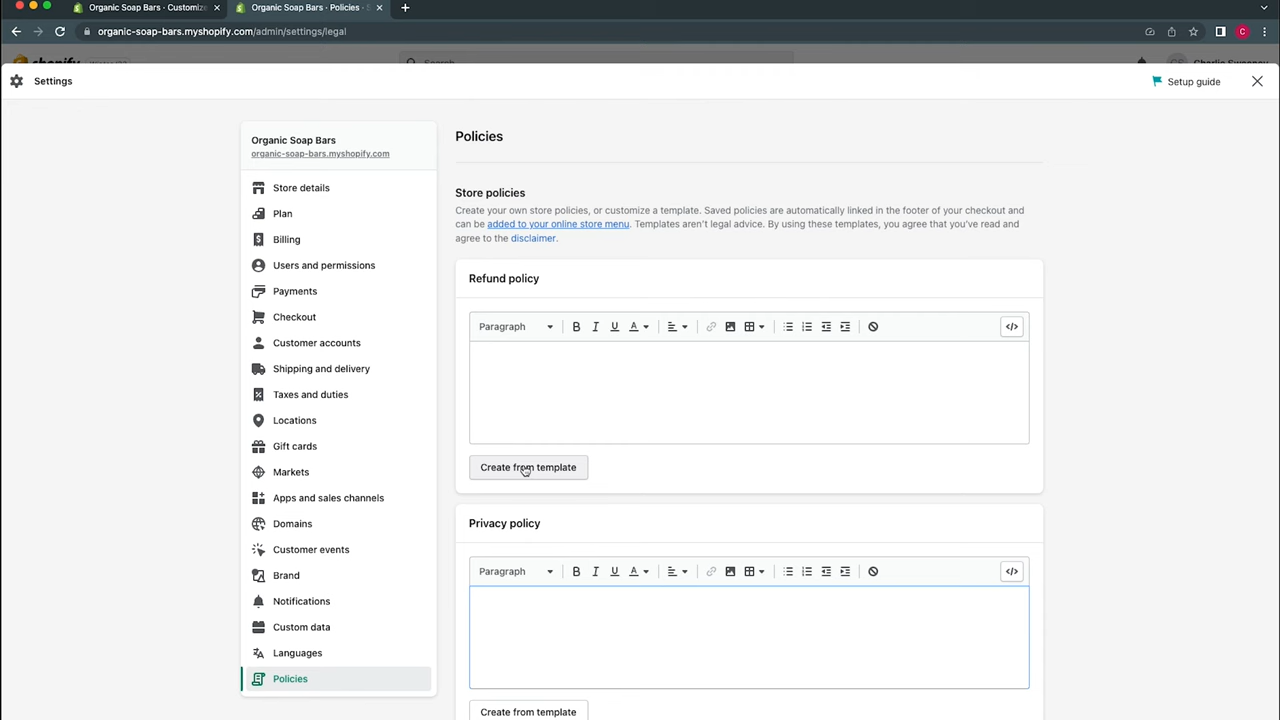 Organic Soap Bars - Customize
Organic Soap Bars - Policies - S
organic-soap-bars.myshopify.com/admin/settings/legal
C
Search
Charlie Sweeney
Settings
Setup guide
Organic Soap Bars
organic-soap-bars.myshopify.com
Store details
Plan
Billing
Users and permissions
Payments
Checkout
Customer accounts
Shipping and delivery
Taxes and duties
Locations
Gift cards
Markets
Apps and sales channels
Domains
Customer events
Brand
Notifications
Custom data
Languages
Policies
Policies
Store policies
Create your own store policies, or customize a template. Saved policies are automatically linked in the footer of your checkout and
can be added to your online store menu. Templates aren't legal advice. By using these templates, you agree that you've read and
agree to the disclaimer.
Refund policy
Paragraph B I U A </>
Create from template
Privacy policy
Paragraph B I U A </>
Create from template